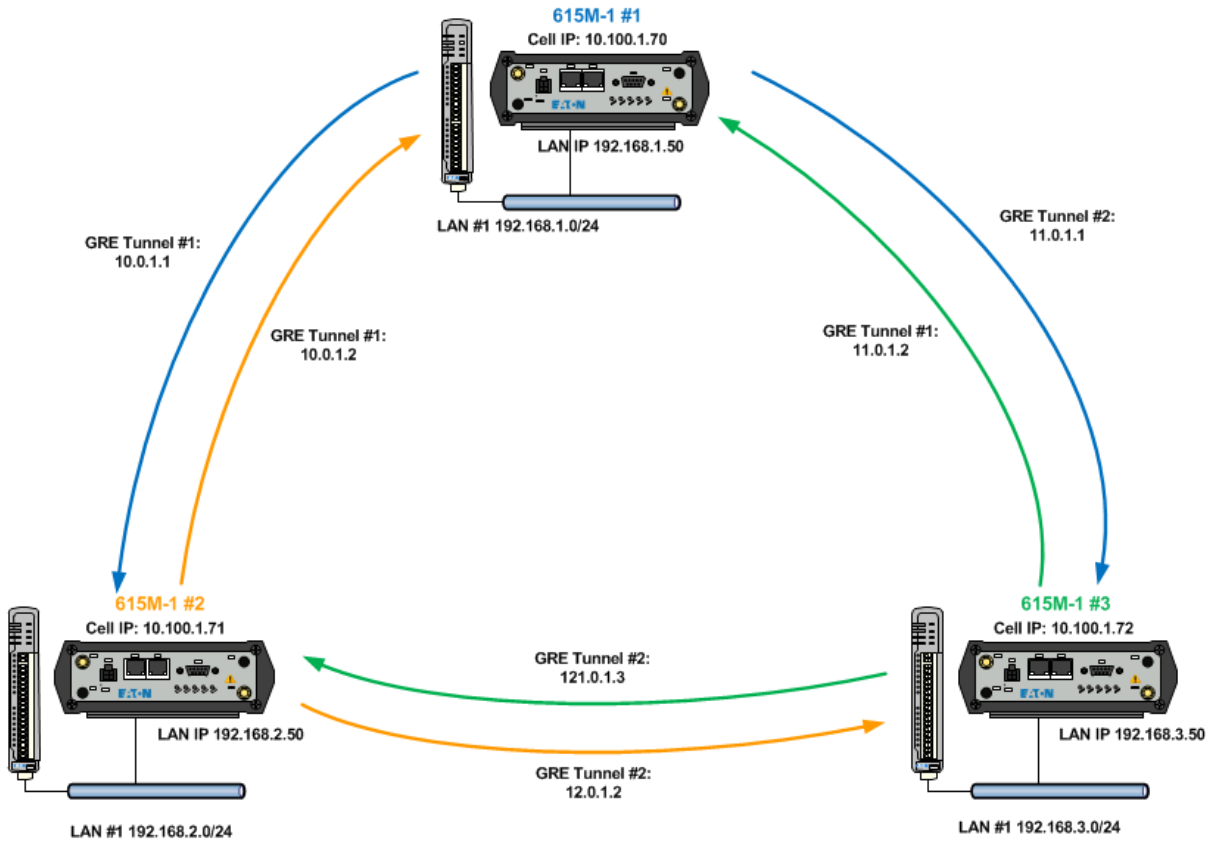 615M-1 #1
Cell IP: 10.100.1.70
EATON
LAN IP 192.168.1.50
LAN #1 192.168.1.0/24
GRE Tunnel #1:
10.0.1.1
GRE Tunnel #2:
11.0.1.1
GRE Tunnel #1:
10.0.1.2
GRE Tunnel #1:
11.0.1.2
615M-1 #2
Cell IP: 10.100.1.71
EATON
LAN IP 192.168.2.50
LAN #1 192.168.2.0/24
GRE Tunnel #2:
121.0.1.3
GRE Tunnel #2:
12.0.1.2
615M-1 #3
Cell IP: 10.100.1.72
EATON
LAN IP 192.168.3.50
LAN #1 192.168.3.0/24